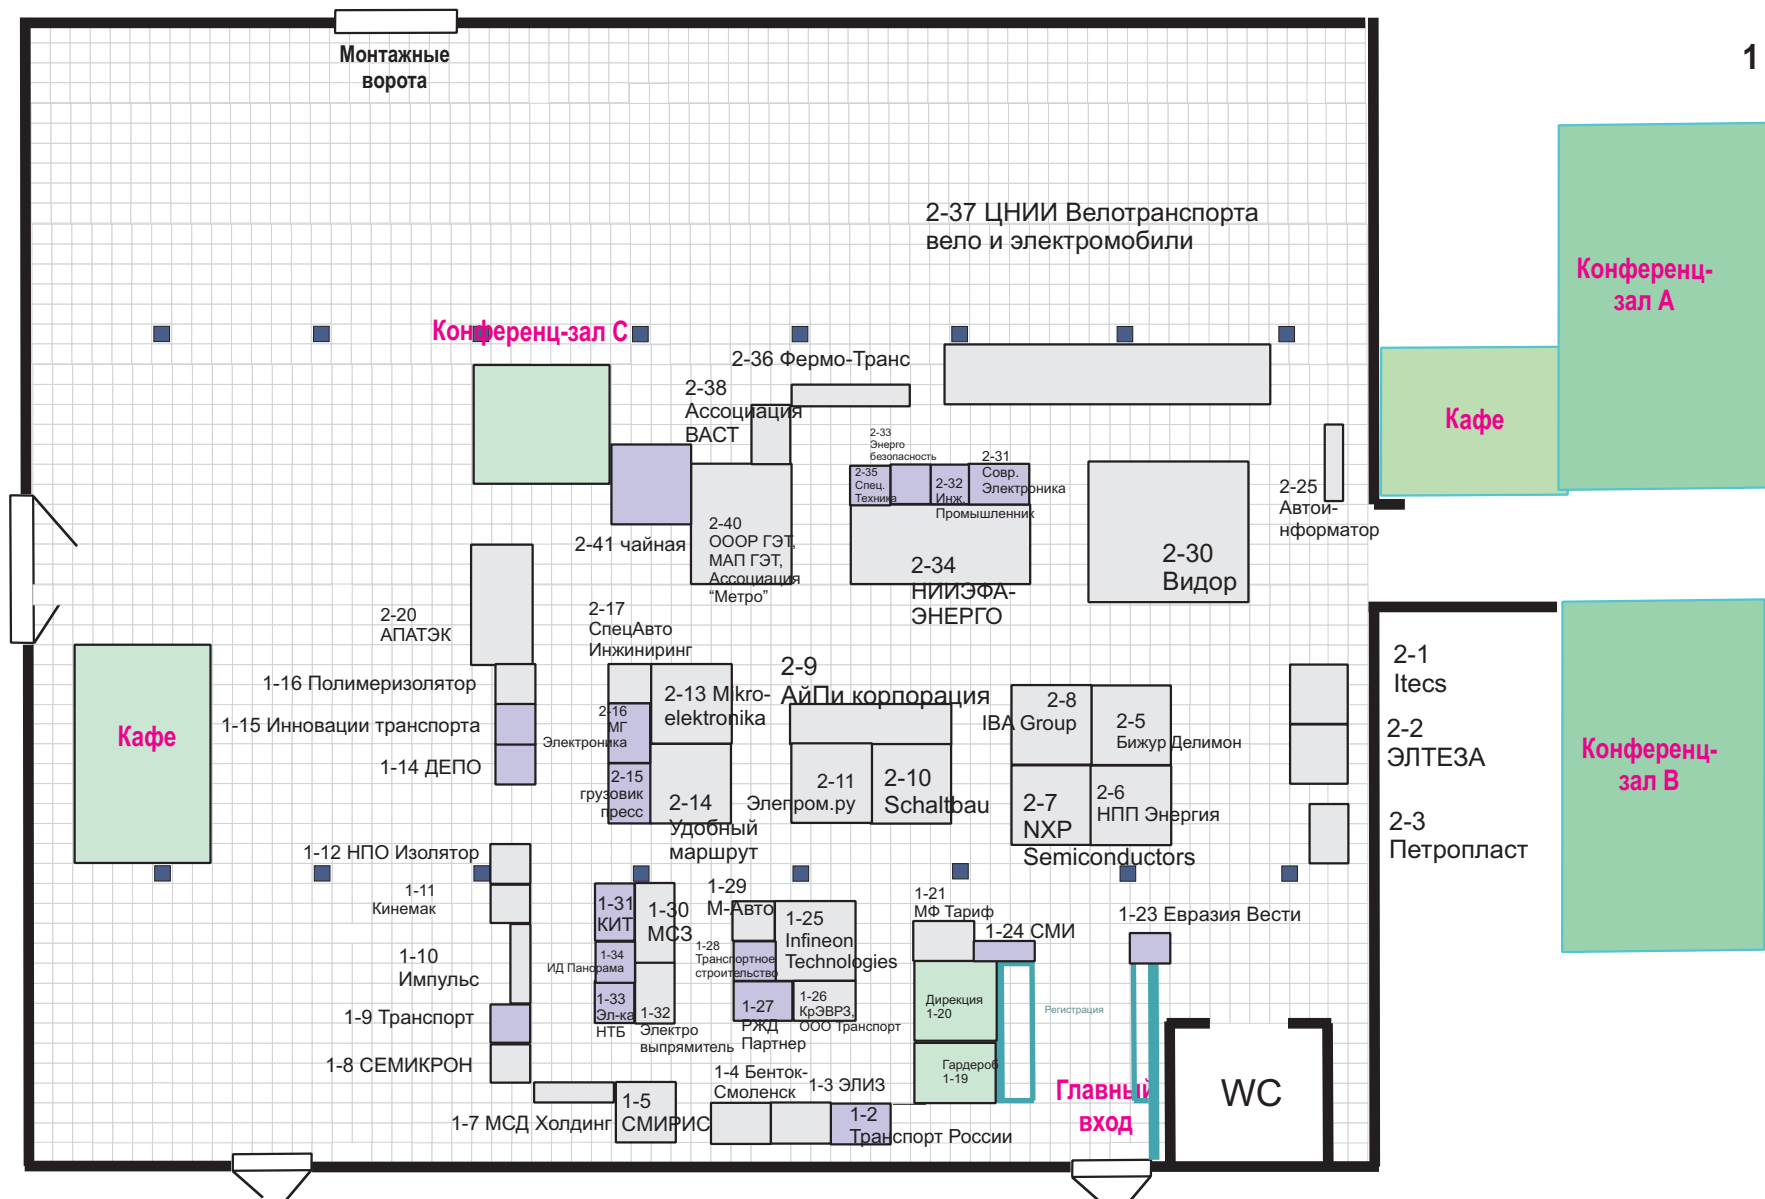 Монтажные
ворота
1
2-37 ЦНИИ Велотранспорта
вело и электромобили
Конференц-
зал А
Конференц-зал С
2-36 Фермо-Транс
2-38
Ассоциация
ВАСТ
Кафе
2-33
Энерго
безопасность
2-35
Спец.
Техника
2-32
Инж.
Промышленник
2-31
Совр.
Электроника
2-25
Автои-
нформатор
2-41 чайная
2-40
ОООР ГЭТ,
МАП ГЭТ,
Ассоциация
“Метро”
2-34
НИИЭФА-
ЭНЕРГО
2-30
Видор
2-20
АПАТЭК
2-17
СпецАвто
Инжиниринг
1-16 Полимеризолятор
1-15 Инновации транспорта
1-14 ДЕПО
Кафе
2-16
МГ
Электроника
2-13 Mikro-
elektronika
2-15
грузовик
пресс
2-14
Удобный
маршрут
2-9
АйПи корпорация
2-11
Элепром.ру
2-10
Schaltbau
2-8
IBA Group
2-5
Бижур Делимон
2-7
NXP
Semiconductors
2-6
НПП Энергия
2-1
Itecs
2-2
ЭЛТЕЗА
2-3
Петропласт
Конференц-
зал В
1-12 НПО Изолятор
1-11
Кинемак
1-10
Импульс
1-9 Транспорт
1-8 СЕМИКРОН
1-7 МСД Холдинг
1-31
КИТ
1-30
МСЗ
1-34
ИД Панорама
1-33
Эл-ка
НТБ
1-32
Электро
выпрямитель
1-29
М-Авто
1-25
Infineon
Technologies
1-28
Транспортное
строительство
1-27
РЖД
Партнер
1-26
КрЭВРЗ,
ООО Транспорт
1-21
МФ Тариф
1-24 СМИ
1-23 Евразия Вести
Дирекция
1-20
Регистрация
Гардероб
1-19
1-5
СМИРИС
1-4 Бенток-
Смоленск
1-3 ЭЛИЗ
1-2
Транспорт России
Главный
вход
WC